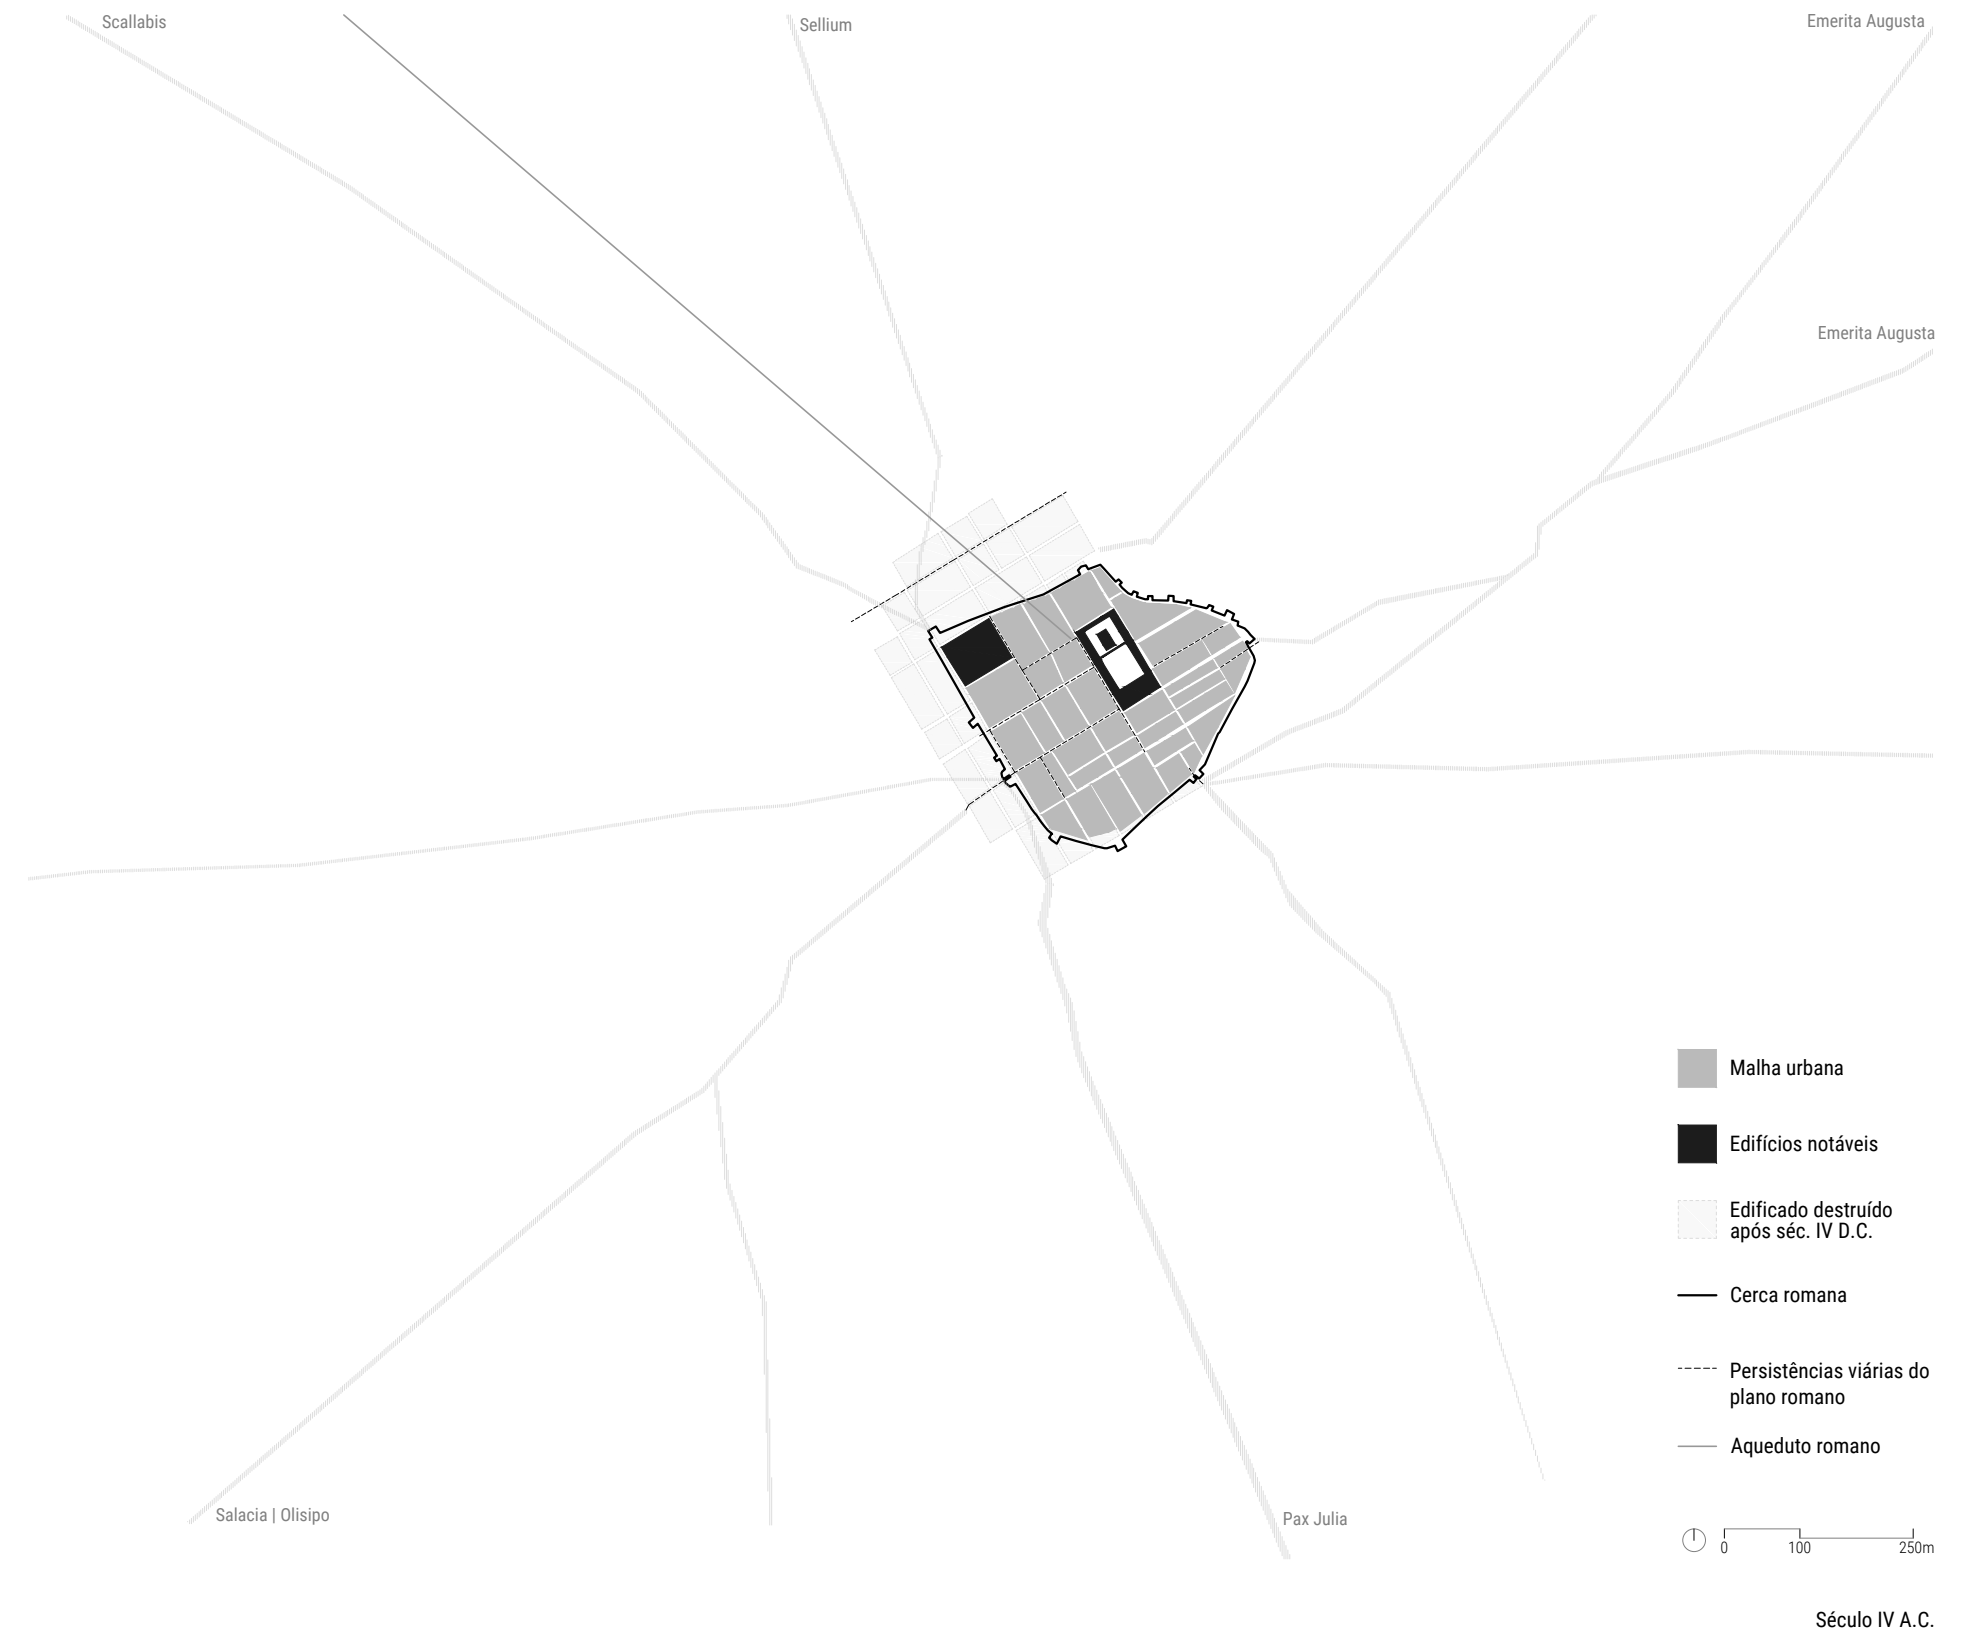 Scallabis
Sellium
Emerita Augusta
Emerita Augusta
Malha urbana
Edifícios notáveis
Edificado destruído
após séc. IV D.C.
Cerca romana
Persistências viárias do
plano romano
Aqueduto romano
Salacia | Olisipo
Pax Julia
0 100 250m
Século IV A.C.